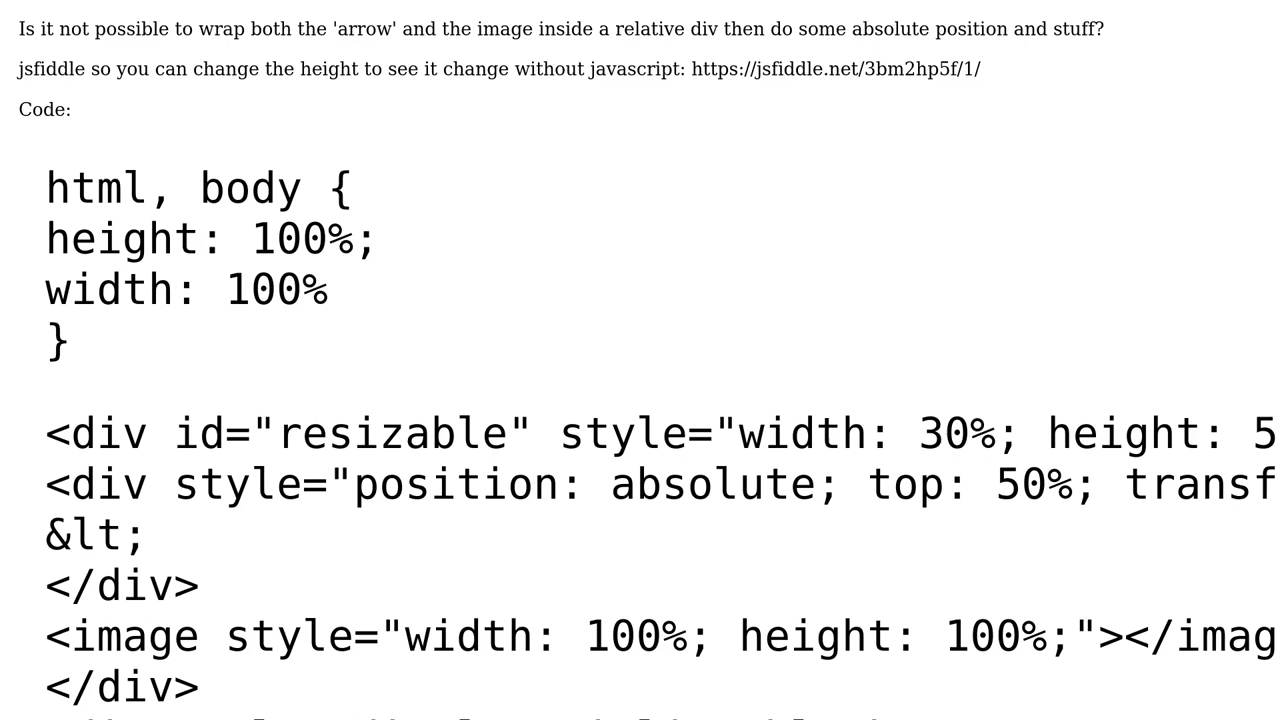 Is it not possible to wrap both the 'arrow' and the image inside a relative div then do some absolute position and stuff?
jsfiddle so you can change the height to see it change without javascript: https://jsfiddle.net/3bm2hp5f/1/
Code:
html, body {
height: 100%;
width: 100%
}
<div id="resizable" style="width: 30%; height: 5
<div style="position: absolute; top: 50%; transf
&lt;
</div>
<image style="width: 100%; height: 100%;"></imag
</div>